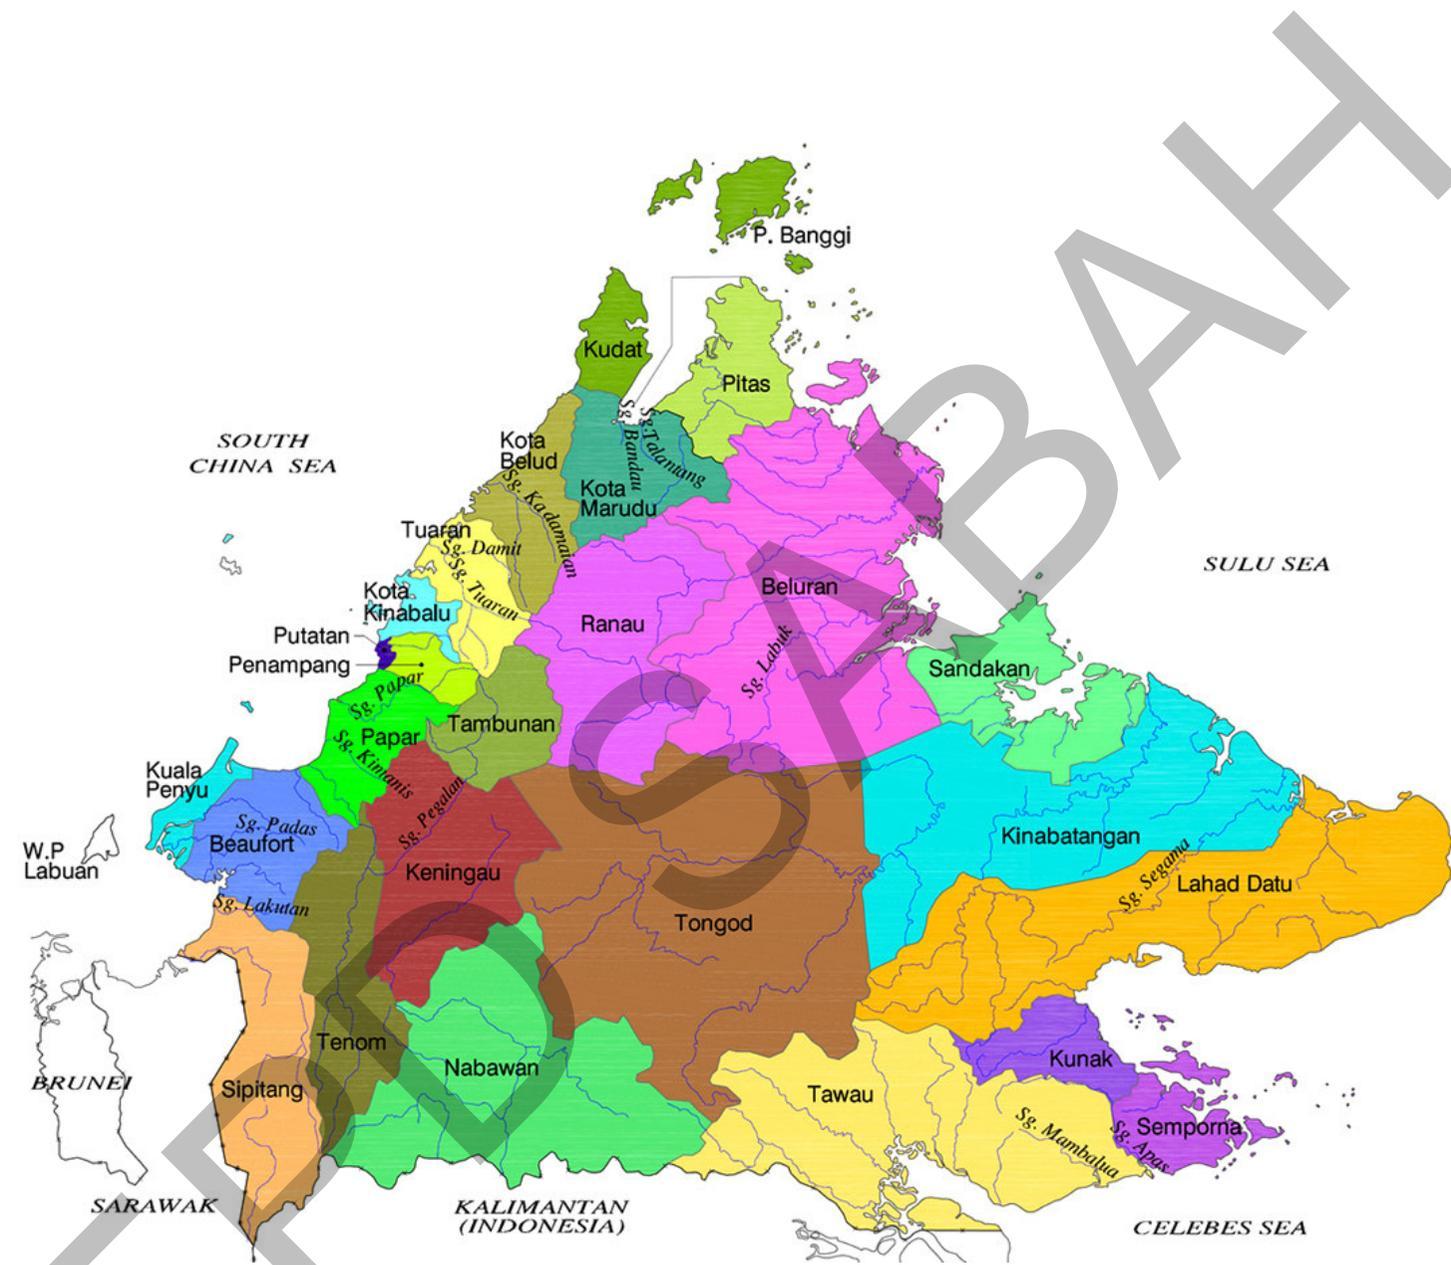 P. Banggi
Kudat
Pitas
SOUTH
CHINA SEA
Kota
Belud
Sg. Bandau
Sg.Talantang
Kota
Marudu
Sg. Kadamaian
Tuaran
Sg. Damit
Sg. Tuaran
SULU SEA
Kota
Kinabalu
Beluran
Ranau
Putatan
Penampang
Sg. Labuk
Sandakan
Sg. Papar
Papar
Tambunan
Sg. Kimanis
Kuala
Penyu
Sg. Pegalan
Sg. Padas
Beaufort
Kinabatangan
W.P
Labuan
Keningau
Sg. Segama
Lahad Datu
Sg. Lakutan
Tongod
Tenom
Nabawan
Kunak
BRUNEI
Sipitang
Tawau
Semporna
Sg. Mambalua
Sg. Apas
SARAWAK
KALIMANTAN
(INDONESIA)
CELEBES SEA
TPD SABAH